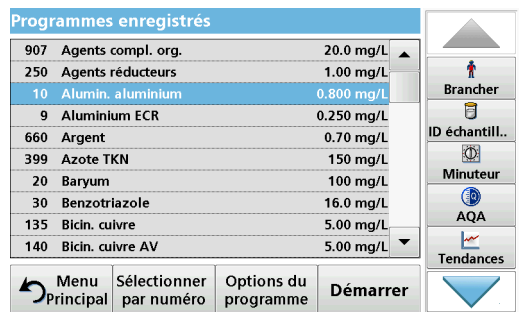 Programmes enregistrés
907 Agents compl. org. 20.0 mg/L
250 Agents réducteurs 1.00 mg/L
10 Alumin. aluminium 0.800 mg/L
9 Aluminium ECR 0.250 mg/L
660 Argent 0.70 mg/L
399 Azote TKN 150 mg/L
20 Baryum 100 mg/L
30 Benzotriazole 16.0 mg/L
135 Bicin. cuivre 5.00 mg/L
140 Bicin. cuivre AV 5.00 mg/L
Brancher
ID échantill..
Minuteur
AQA
Tendances
Menu
Principal
Sélectionner
par numéro
Options du
programme
Démarrer